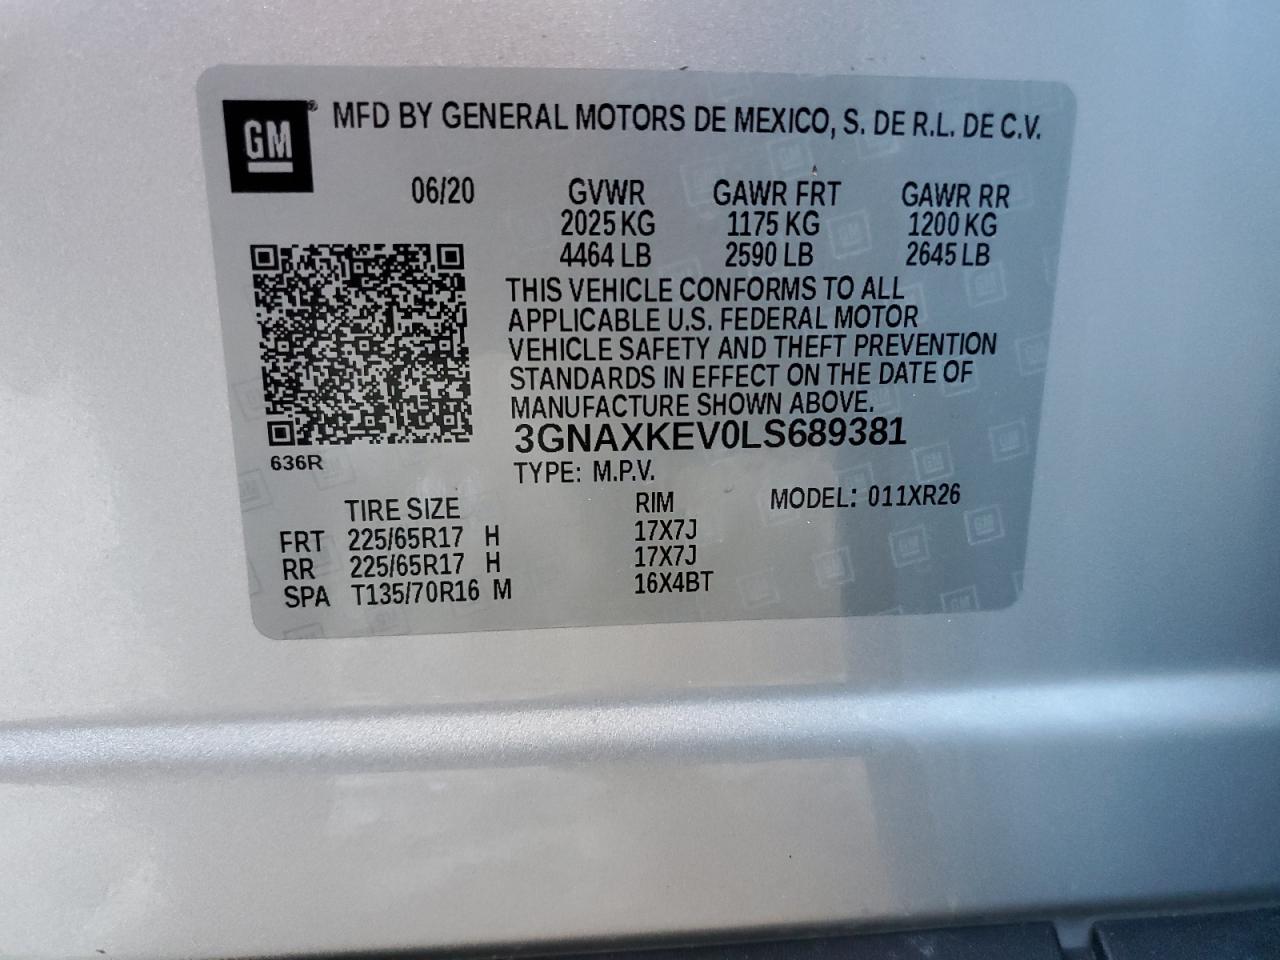 GM® MFD BY GENERAL MOTORS DE MEXICO, S. DE R.L. DE C.V.
06/20 GVWR GAWR FRT GAWR RR
2025 KG 1175 KG 1200 KG
4464 LB 2590 LB 2645 LB
THIS VEHICLE CONFORMS TO ALL
APPLICABLE U.S. FEDERAL MOTOR
VEHICLE SAFETY AND THEFT PREVENTION
STANDARDS IN EFFECT ON THE DATE OF
MANUFACTURE SHOWN ABOVE.
3GNAXKEV0LS689381
636R
TYPE: M.P.V.
TIRE SIZE RIM MODEL: 011XR26
FRT 225/65R17 H 17X7J
RR 225/65R17 H 17X7J
SPA T135/70R16 M 16X4BT